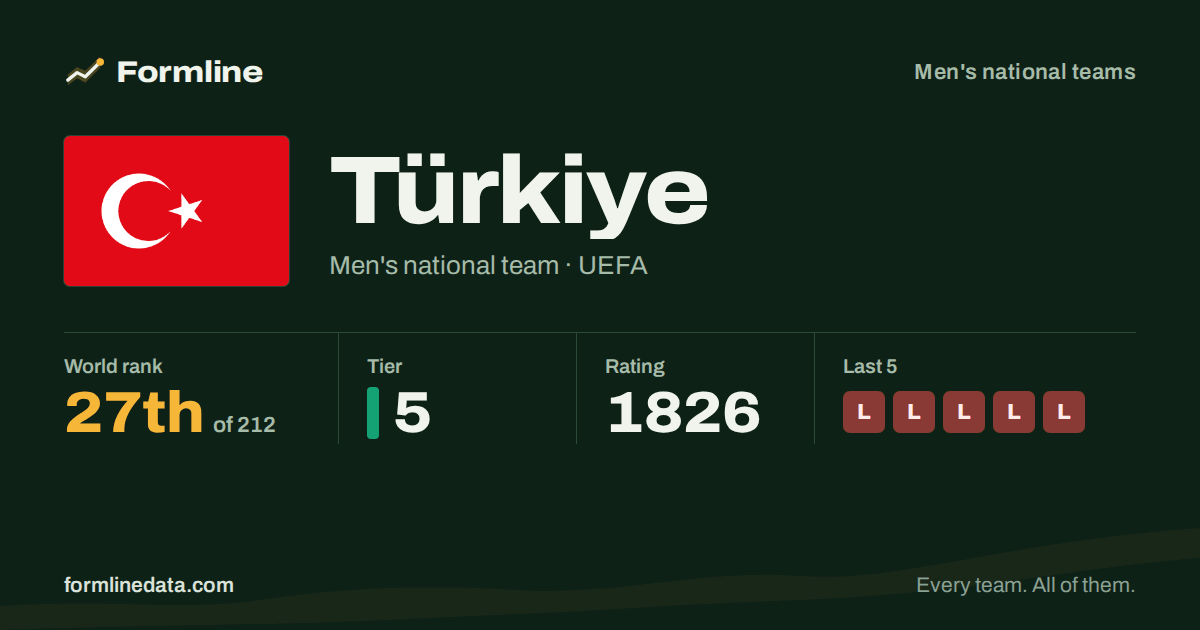 Formline
Men's national teams
Türkiye
Men's national team · UEFA
World rank
27th of 212
Tier
5
Rating
1826
Last 5
L L L L L
formlinedata.com
Every team. All of them.